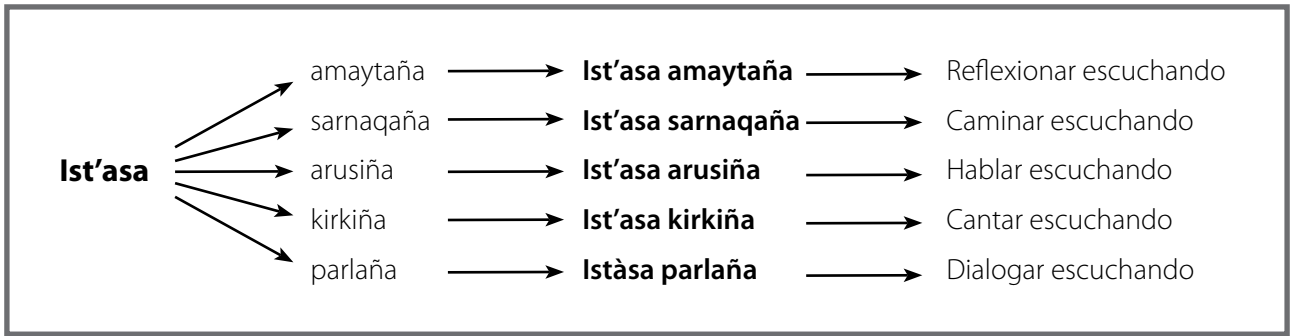 amaytaña Ist’asa amaytaña Reflexionar escuchando
sarnaqaña Ist’asa sarnaqaña Caminar escuchando
Ist’asa arusiña Ist’asa arusiña Hablar escuchando
kirkiña Ist’asa kirkiña Cantar escuchando
parlaña Istàsa parlaña Dialogar escuchando